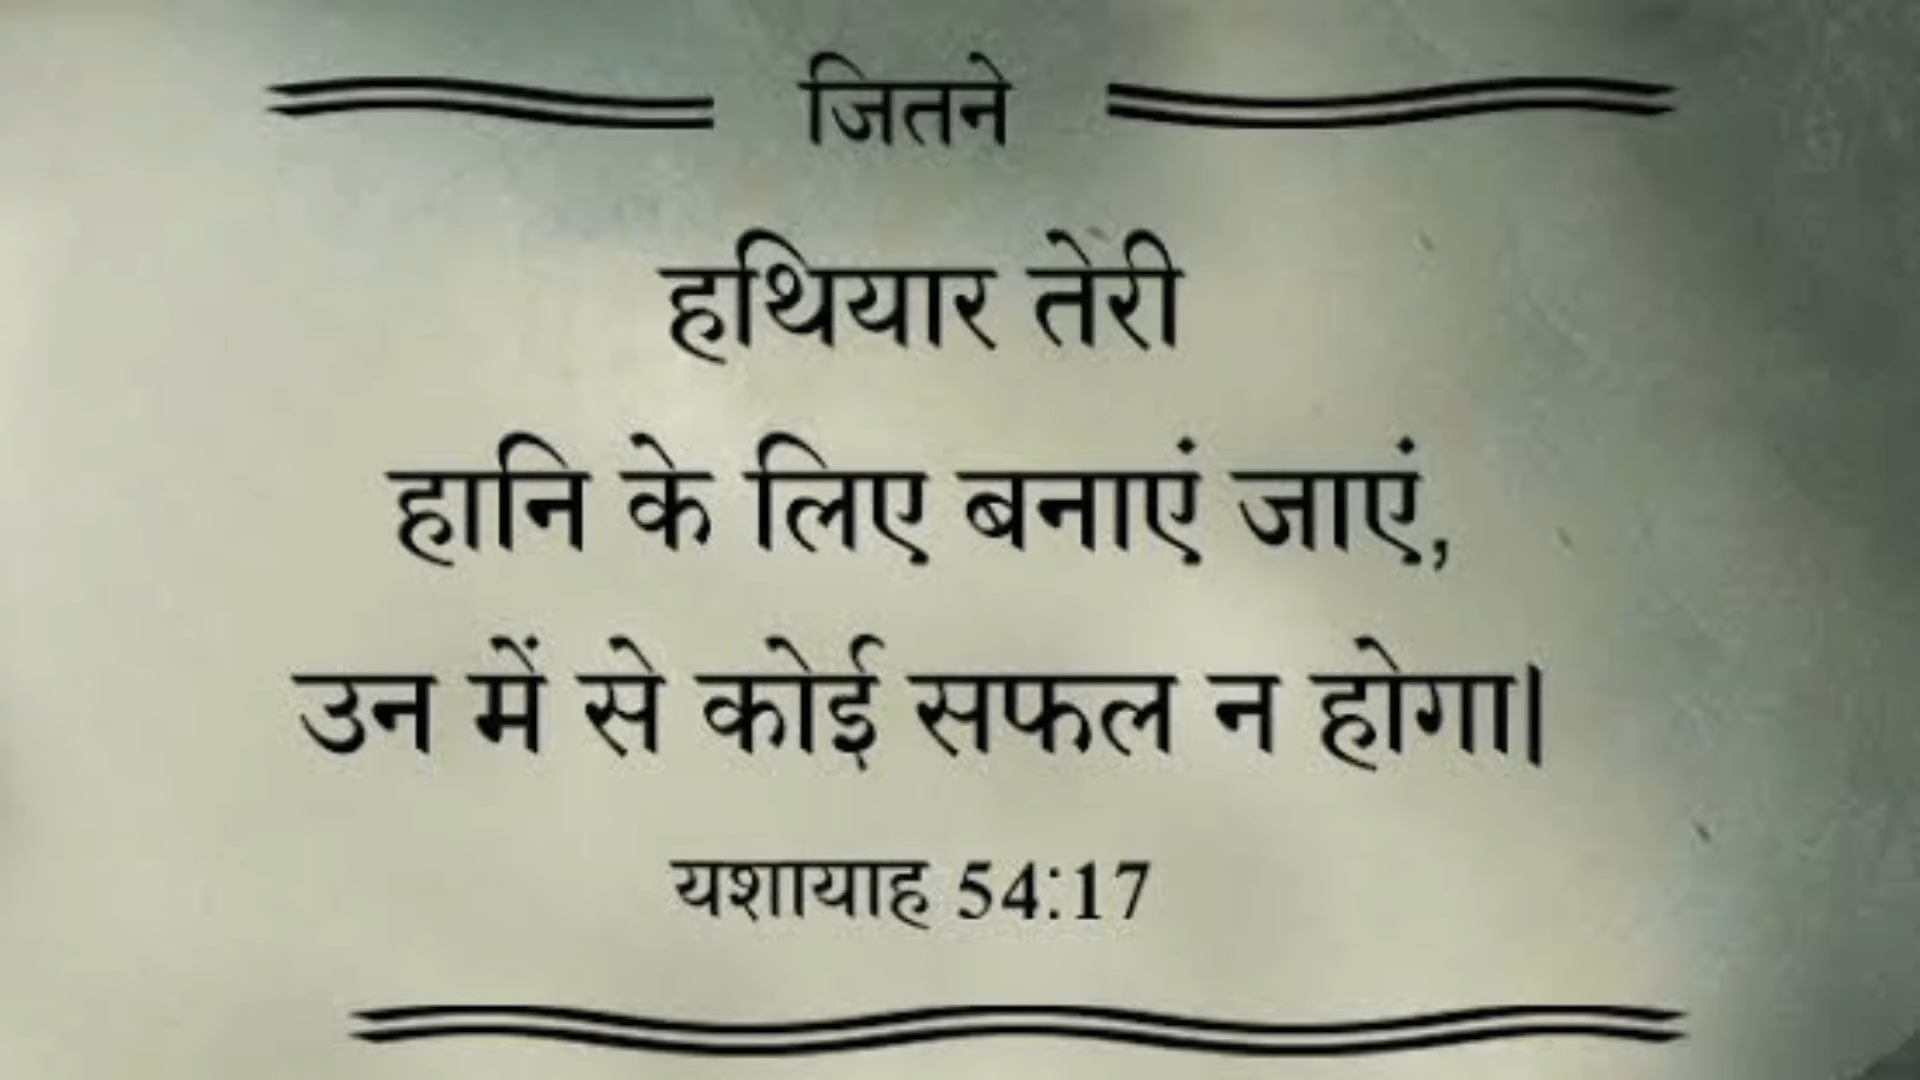 जितने
हथियार तेरी
हानि के लिए बनाएं जाएं,
उन में से कोई सफल न होगा।
यशायाह 54:17